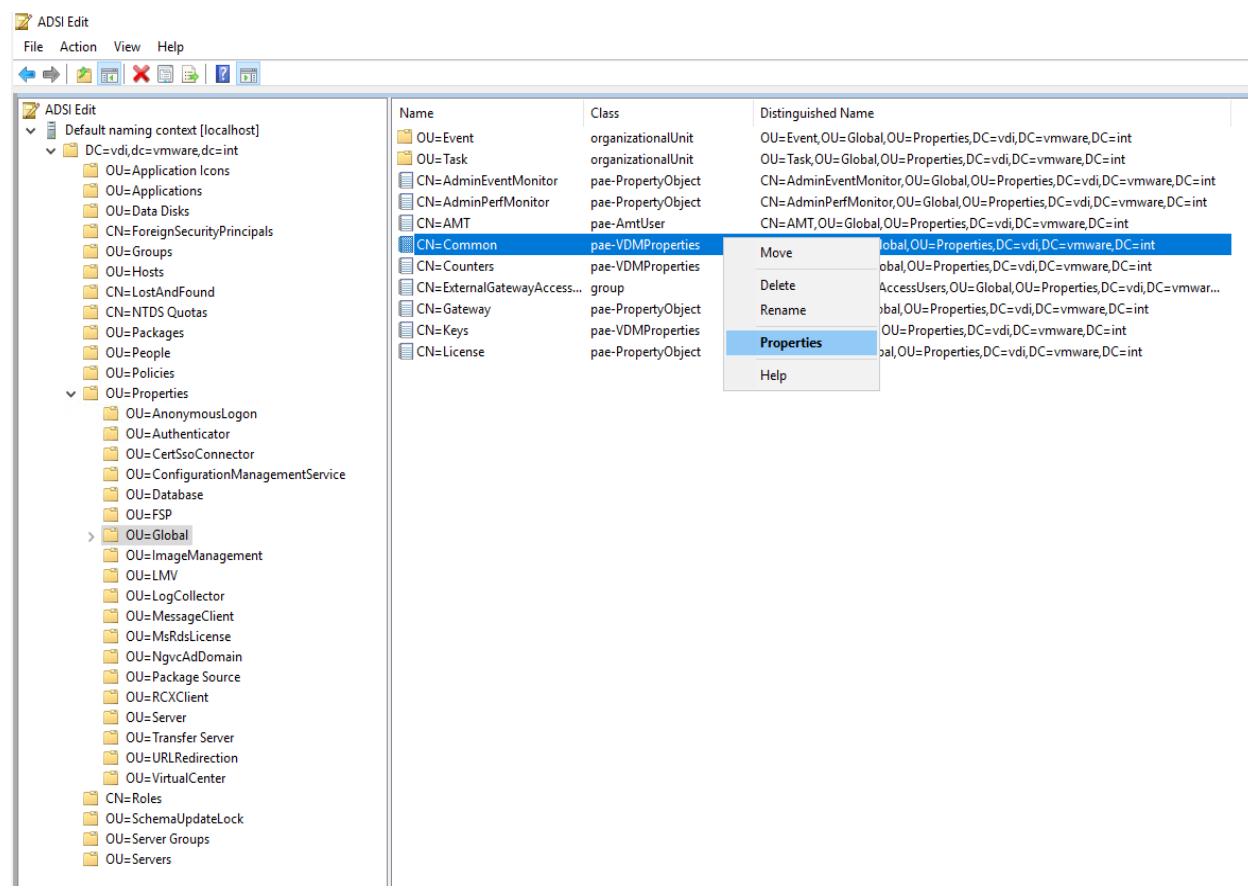 ADSI Edit
File Action View Help
ADSI Edit
Default naming context [localhost]
DC=vdi,dc=vmware,dc=int
OU=Application Icons
OU=Applications
OU=Data Disks
CN=ForeignSecurityPrincipals
OU=Groups
OU=Hosts
CN=LostAndFound
CN=NTDS Quotas
OU=Packages
OU=People
OU=Policies
OU=Properties
OU=AnonymousLogon
OU=Authenticator
OU=CertSsoConnector
OU=ConfigurationManagementService
OU=Database
OU=FSP
OU=Global
OU=ImageManagement
OU=LMV
OU=LogCollector
OU=MessageClient
OU=MsRdsLicense
OU=NgvcAdDomain
OU=Package Source
OU=RCXClient
OU=Server
OU=Transfer Server
OU=URLRedirection
OU=VirtualCenter
CN=Roles
OU=SchemaUpdateLock
OU=Server Groups
OU=Servers
Name Class Distinguished Name
OU=Event organizationalUnit OU=Event,OU=Global,OU=Properties,DC=vdi,DC=vmware,DC=int
OU=Task organizationalUnit OU=Task,OU=Global,OU=Properties,DC=vdi,DC=vmware,DC=int
CN=AdminEventMonitor pae-PropertyObject CN=AdminEventMonitor,OU=Global,OU=Properties,DC=vdi,DC=vmware,DC=int
CN=AdminPerfMonitor pae-PropertyObject CN=AdminPerfMonitor,OU=Global,OU=Properties,DC=vdi,DC=vmware,DC=int
CN=AMT pae-AmtUser CN=AMT,OU=Global,OU=Properties,DC=vdi,DC=vmware,DC=int
CN=Common pae-VDMProperties lobal,OU=Properties,DC=vdi,DC=vmware,DC=int
CN=Counters pae-VDMProperties obal,OU=Properties,DC=vdi,DC=vmware,DC=int
CN=ExternalGatewayAccess... group AccessUsers,OU=Global,OU=Properties,DC=vdi,DC=vmwar...
CN=Gateway pae-PropertyObject obal,OU=Properties,DC=vdi,DC=vmware,DC=int
CN=Keys pae-VDMProperties OU=Properties,DC=vdi,DC=vmware,DC=int
CN=License pae-PropertyObject bal,OU=Properties,DC=vdi,DC=vmware,DC=int
Move
Delete
Rename
Properties
Help